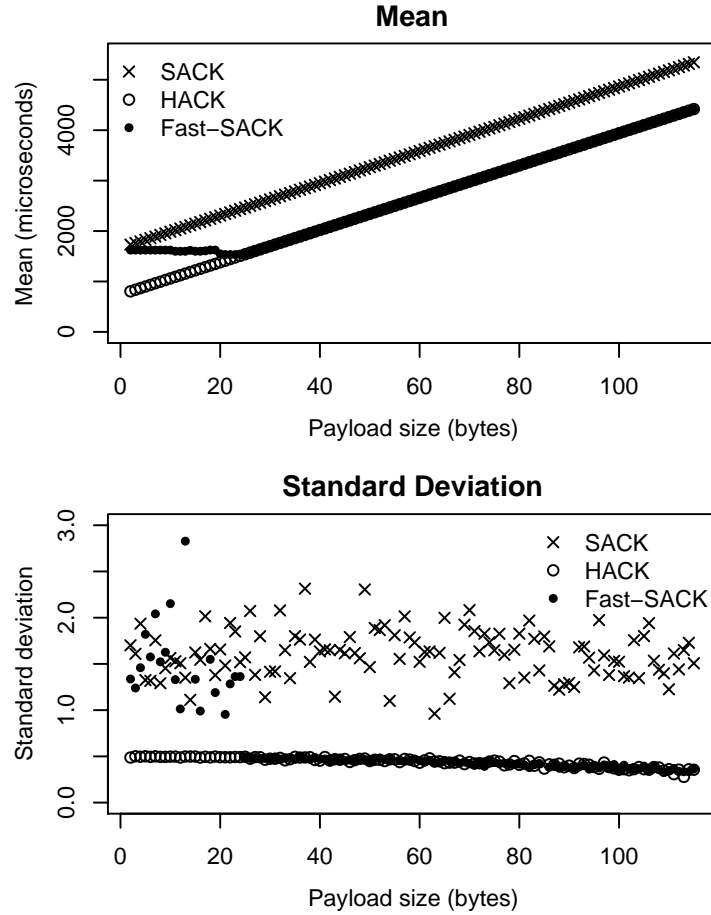 Mean
SACK
HACK
Fast−SACK
Mean (microseconds)
0 2000 4000
0 20 40 60 80 100
Payload size (bytes)
Standard Deviation
SACK
HACK
Fast−SACK
Standard deviation
0.0 1.0 2.0 3.0
0 20 40 60 80 100
Payload size (bytes)